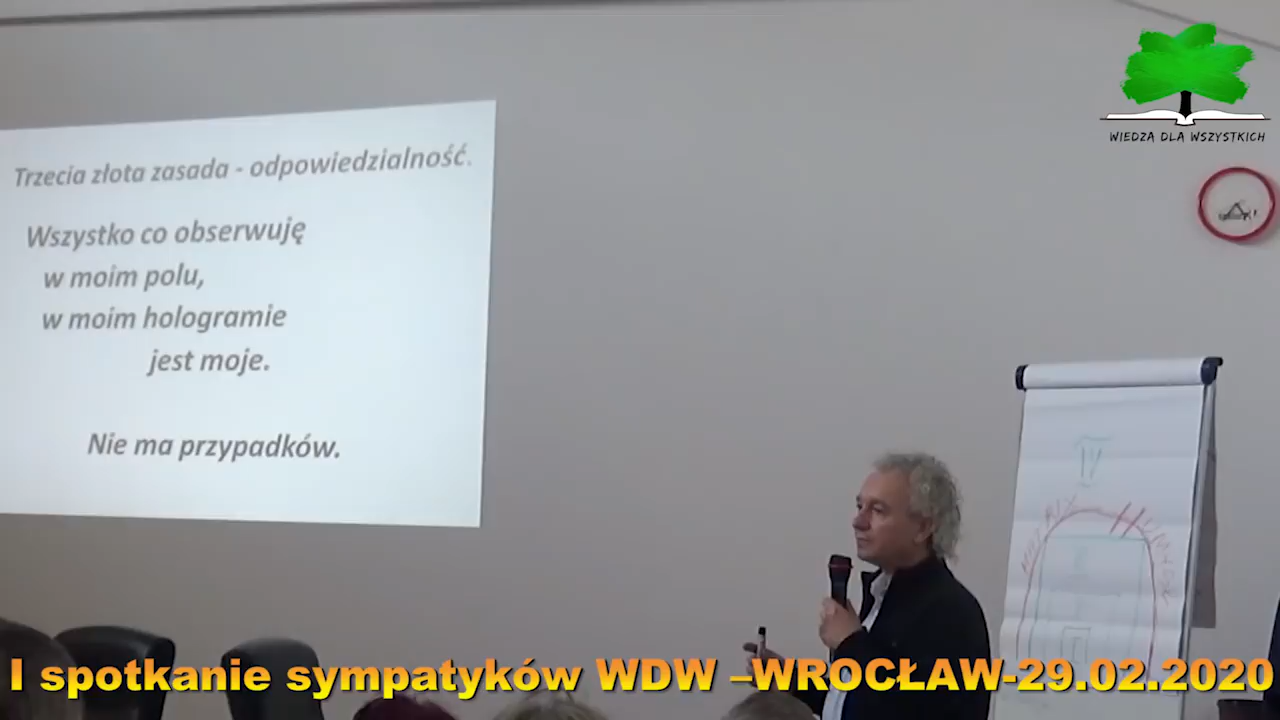 WIEDZA DLA WSZYSTKICH
Trzecia złota zasada - odpowiedzialność.
Wszystko co obserwuję
w moim polu,
w moim hologramie
jest moje.
Nie ma przypadków.
IV
I spotkanie sympatyków WDW –WROCŁAW-29.02.2020